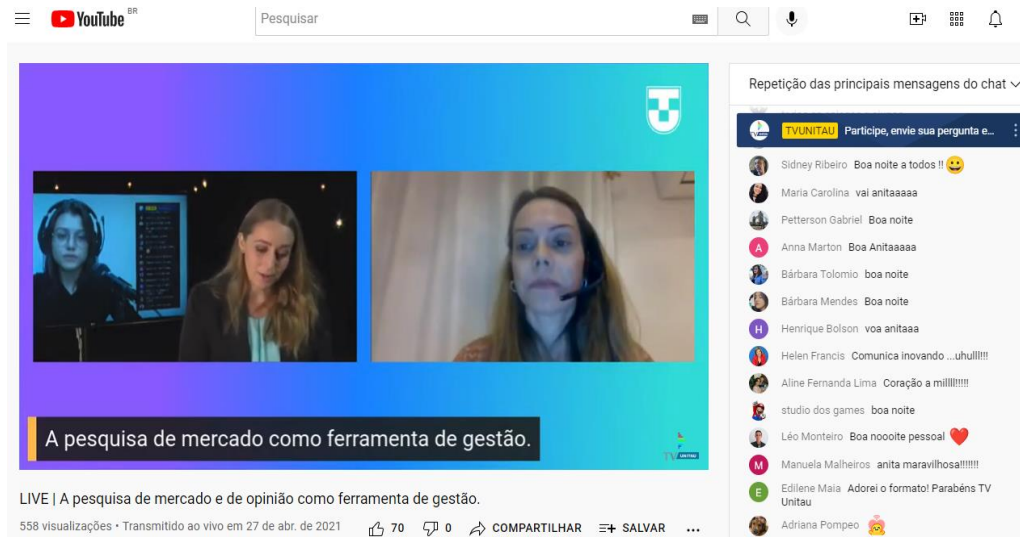 YouTube BR
Pesquisar
Repetição das principais mensagens do chat
TVUNITAU Participe, envie sua pergunta e...
Sidney Ribeiro Boa noite a todos !!
Maria Carolina vai anitaaaaa
Petterson Gabriel Boa noite
A Anna Marton Boa Anitaaaaa
Bárbara Tolomio boa noite
Bárbara Mendes Boa noite
H Henrique Bolson voa anitaaa
Helen Francis Comunica inovando ...uhulll!!!
Aline Fernanda Lima Coração a millll!!!!!
studio dos games boa noite
Léo Monteiro Boa noooite pessoal
M Manuela Malheiros anita maravilhosa!!!!!!!
E Edilene Maia Adorei o formato! Parabéns TV
Unitau
Adriana Pompeo
A pesquisa de mercado como ferramenta de gestão.
TV UNITAU
LIVE | A pesquisa de mercado e de opinião como ferramenta de gestão.
558 visualizações • Transmitido ao vivo em 27 de abr. de 2021
70 0 COMPARTILHAR SALVAR ...